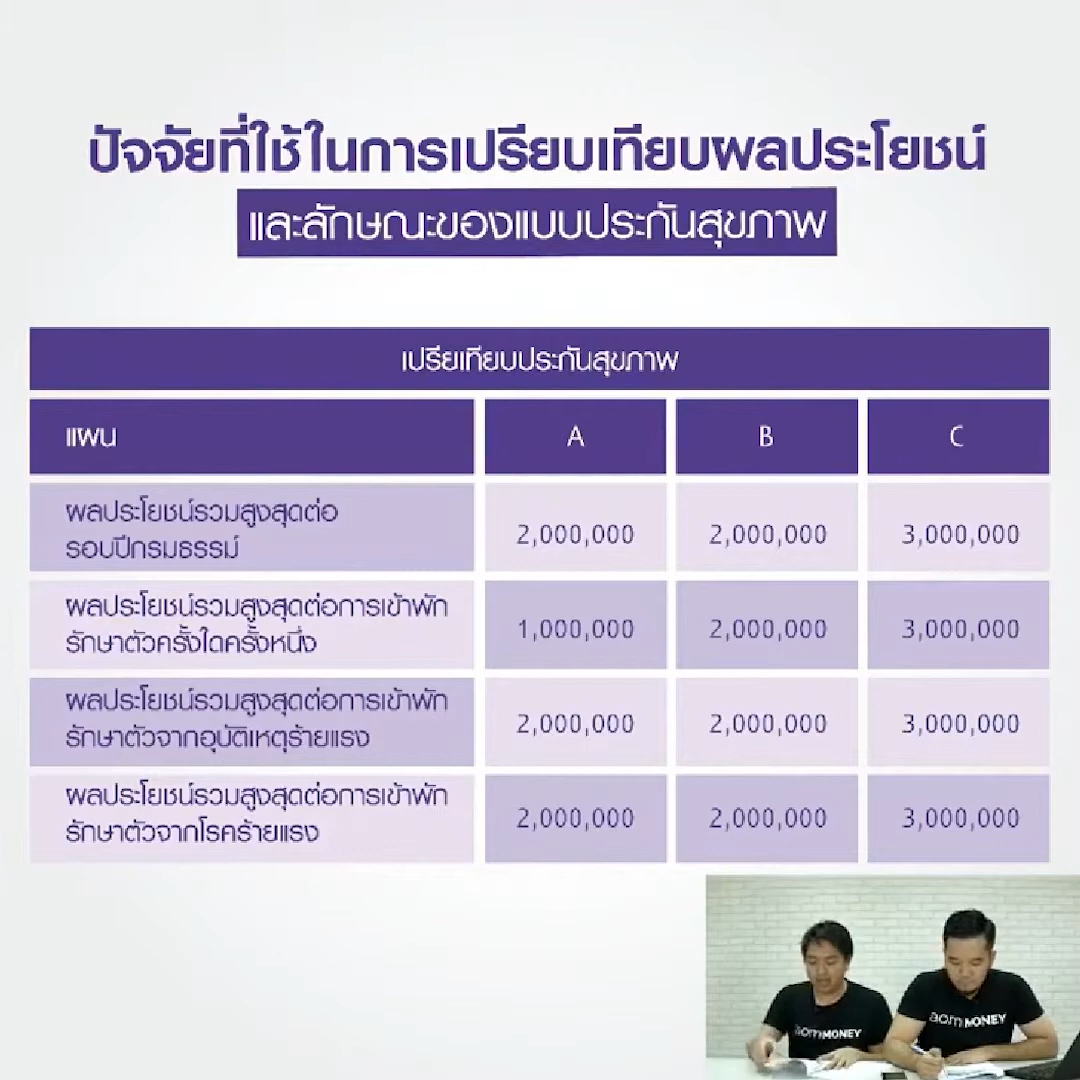 ปัจจัยที่ใช้ในการเปรียบเทียบผลประโยชน์
และลักษณะของแบบประกันสุขภาพ
เปรียเทียบประกันสุขภาพ
แผน A B C
ผลประโยชน์รวมสูงสุดต่อ
รอบปีกรมธรรม์ 2,000,000 2,000,000 3,000,000
ผลประโยชน์รวมสูงสุดต่อการเข้าพัก
รักษาตัวครั้งใดครั้งหนึ่ง 1,000,000 2,000,000 3,000,000
ผลประโยชน์รวมสูงสุดต่อการเข้าพัก
รักษาตัวจากอุบัติเหตุร้ายแรง 2,000,000 2,000,000 3,000,000
ผลประโยชน์รวมสูงสุดต่อการเข้าพัก
รักษาตัวจากโรคร้ายแรง 2,000,000 2,000,000 3,000,000
aomMONEY
aomMONEY